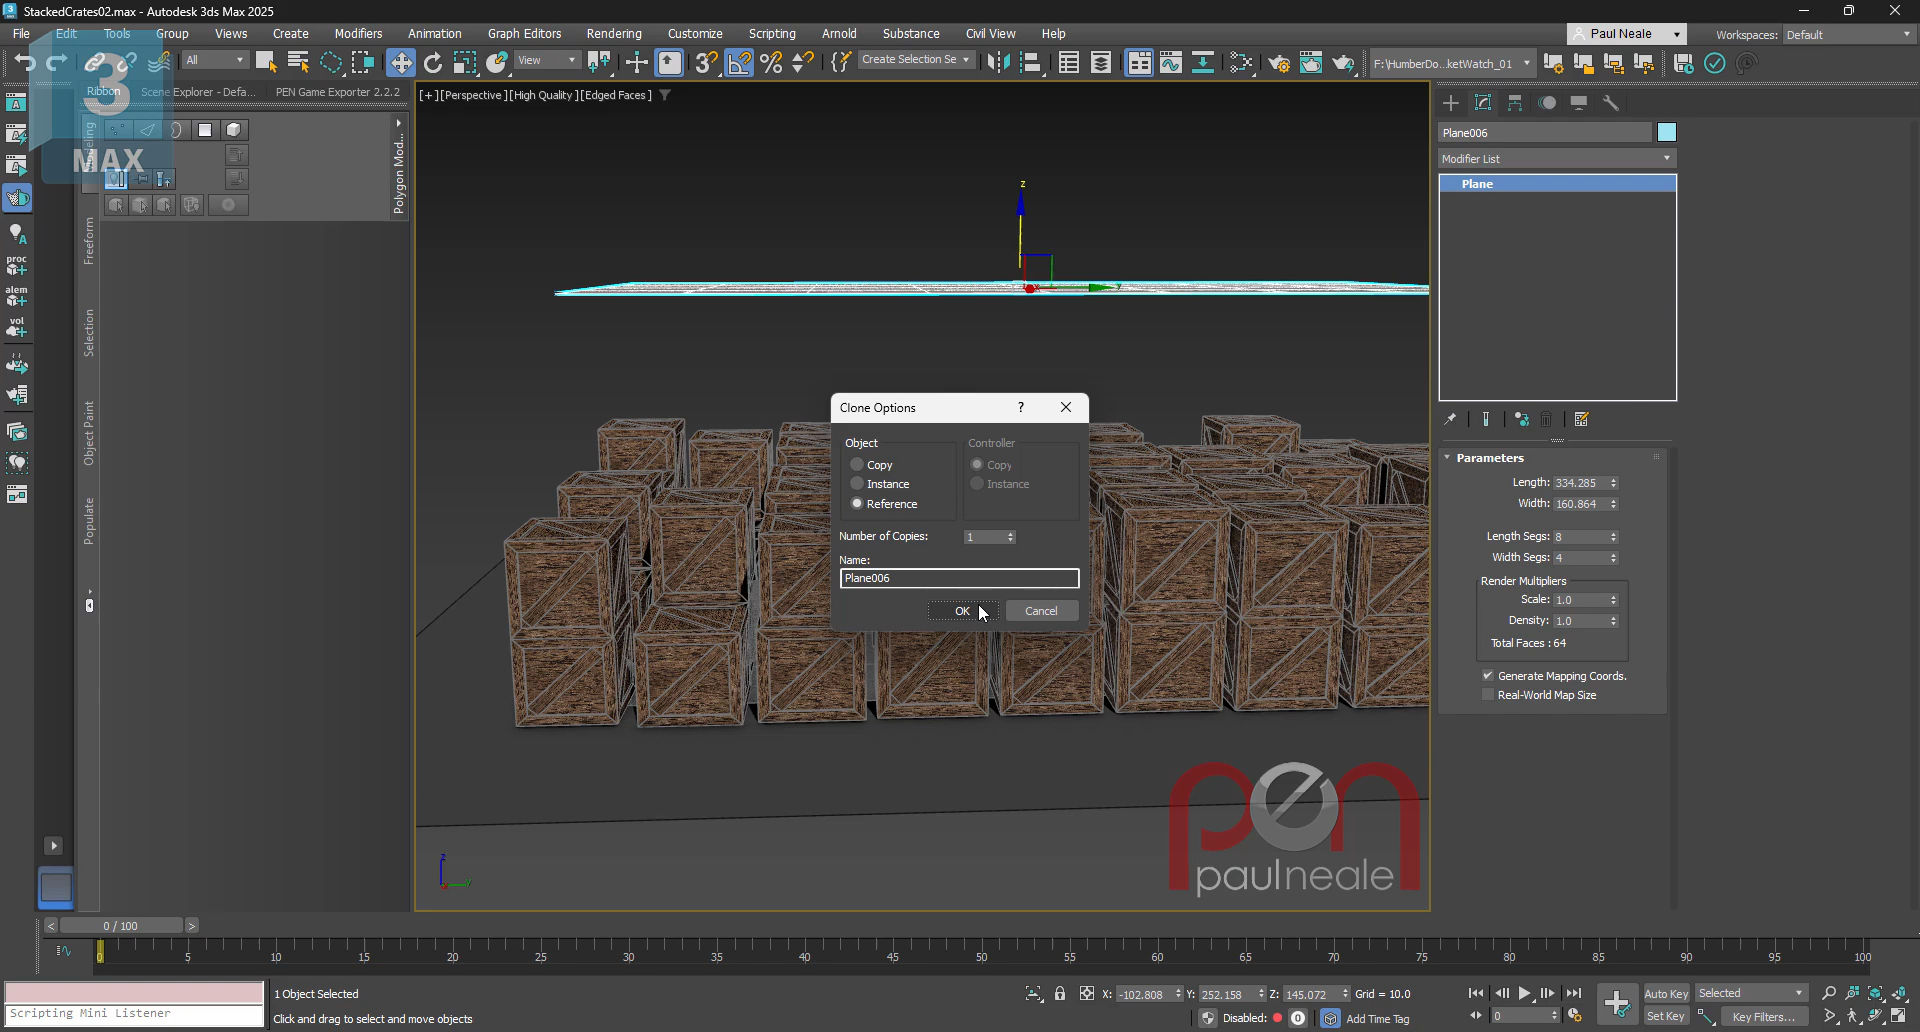 StackedCrates02.max - Autodesk 3ds Max 2025
File Edit Tools Group Views Create Modifiers Animation Graph Editors Rendering Customize Scripting Arnold Substance Civil View Help
Paul Neale
Workspaces: Default
All
View
Create Selection Se
F:\HumberDo...ketWatch_01
3
MAX
Ribbon
Scene Explorer - Defa...
PEN Game Exporter 2.2.2
[+][Perspective][High Quality][Edged Faces]
Polygon Mod...
Freeform
Selection
Object Paint
Populate
proc
alem
vol
z
y
Clone Options
?
Object
Copy
Instance
Reference
Controller
Copy
Instance
Number of Copies: 1
Name:
Plane006
OK
Cancel
Plane006
Modifier List
Plane
Parameters
Length: 334.285
Width: 160.864
Length Segs: 8
Width Segs: 4
Render Multipliers
Scale: 1.0
Density: 1.0
Total Faces : 64
Generate Mapping Coords.
Real-World Map Size
pen
paulneale
z
y
< 0 / 100 >
0 5 10 15 20 25 30 35 40 45 50 55 60 65 70 75 80 85 90 95 100
1 Object Selected
Scripting Mini Listener
Click and drag to select and move objects
X: -102.808 Y: 252.158 Z: 145.072 Grid = 10.0
Disabled: 0 Add Time Tag
0
Auto Key Selected
Set Key Key Filters...